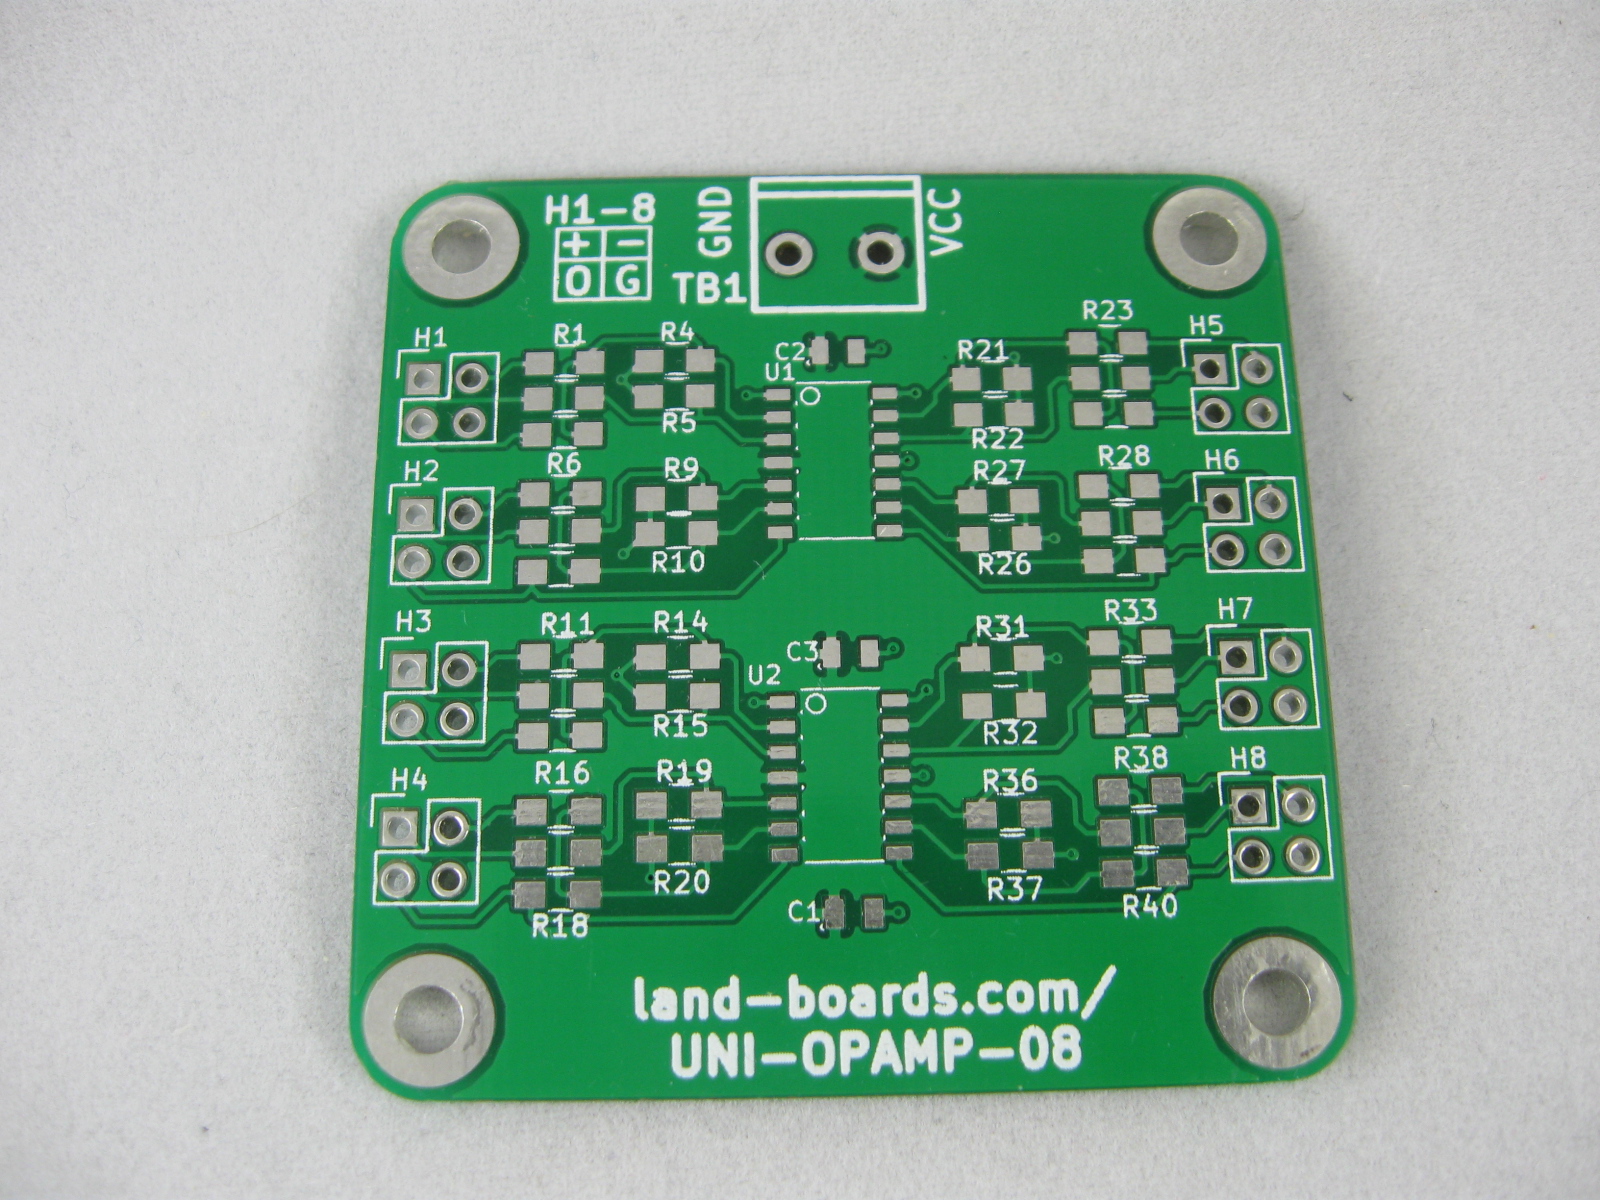 H1-8
+ -
O G
GND
VCC
TB1
H1
R1
R4
C2
U1
R21
R23
H5
R5
R22
H2
R6
R9
R27
R28
H6
R10
R26
H3
R11
R14
C3
R31
R33
H7
U2
R15
R32
H4
R16
R19
R36
R38
H8
R20
R37
R18
C1
R40
land-boards.com/
UNI-OPAMP-08